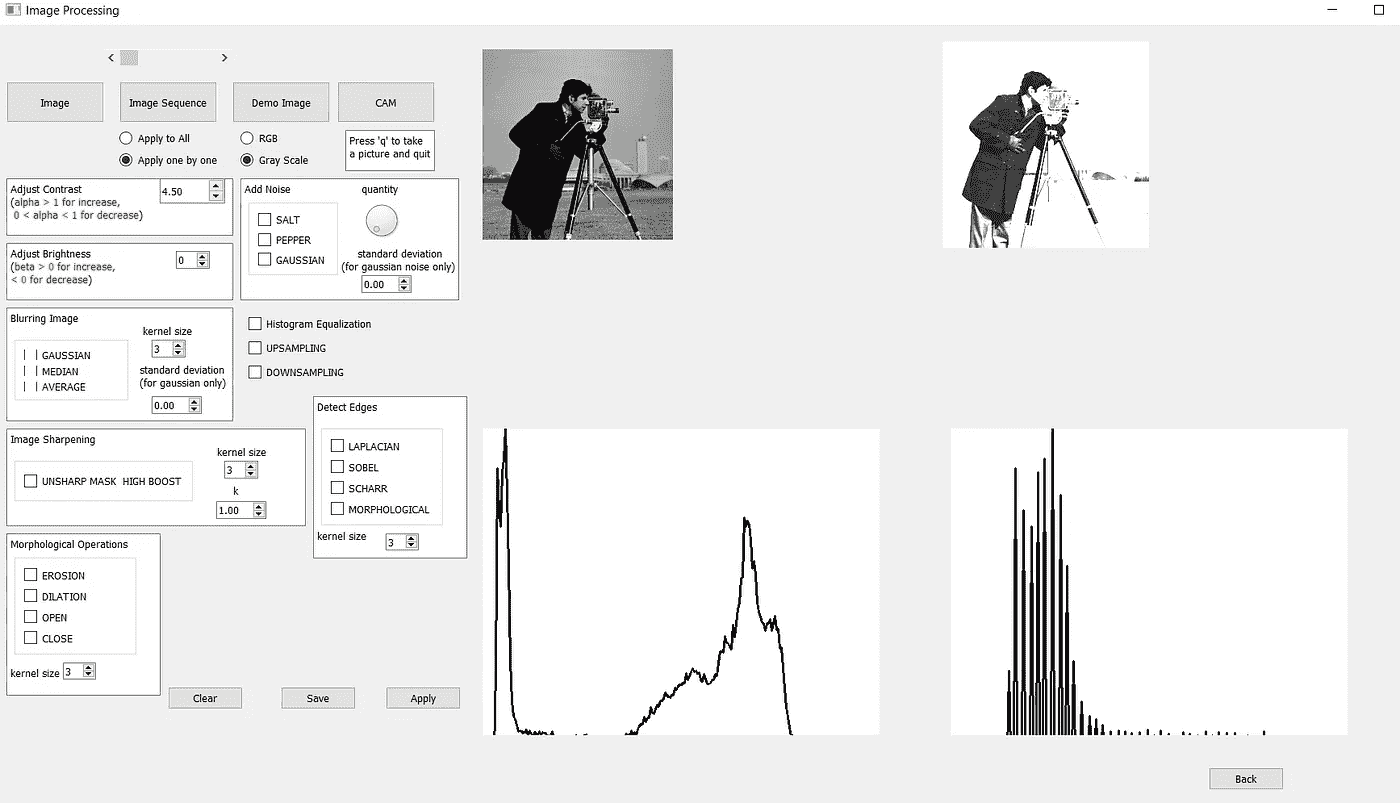 Image Processing
Image
Image Sequence
Demo Image
CAM
Apply to All
RGB
Press 'q' to take
a picture and quit
Apply one by one
Gray Scale
Adjust Contrast
(alpha > 1 for increase,
0 < alpha < 1 for decrease)
4.50
Add Noise
quantity
SALT
PEPPER
GAUSSIAN
standard deviation
(for gaussian noise only)
0.00
Adjust Brightness
(beta > 0 for increase,
< 0 for decrease)
0
Blurring Image
kernel size
3
GAUSSIAN
MEDIAN
AVERAGE
standard deviation
(for gaussian only)
0.00
Histogram Equalization
UPSAMPLING
DOWNSAMPLING
Detect Edges
LAPLACIAN
SOBEL
SCHARR
MORPHOLOGICAL
kernel size
3
Image Sharpening
kernel size
3
UNSHARP MASK HIGH BOOST
k
1.00
Morphological Operations
EROSION
DILATION
OPEN
CLOSE
kernel size
3
Clear
Save
Apply
Back